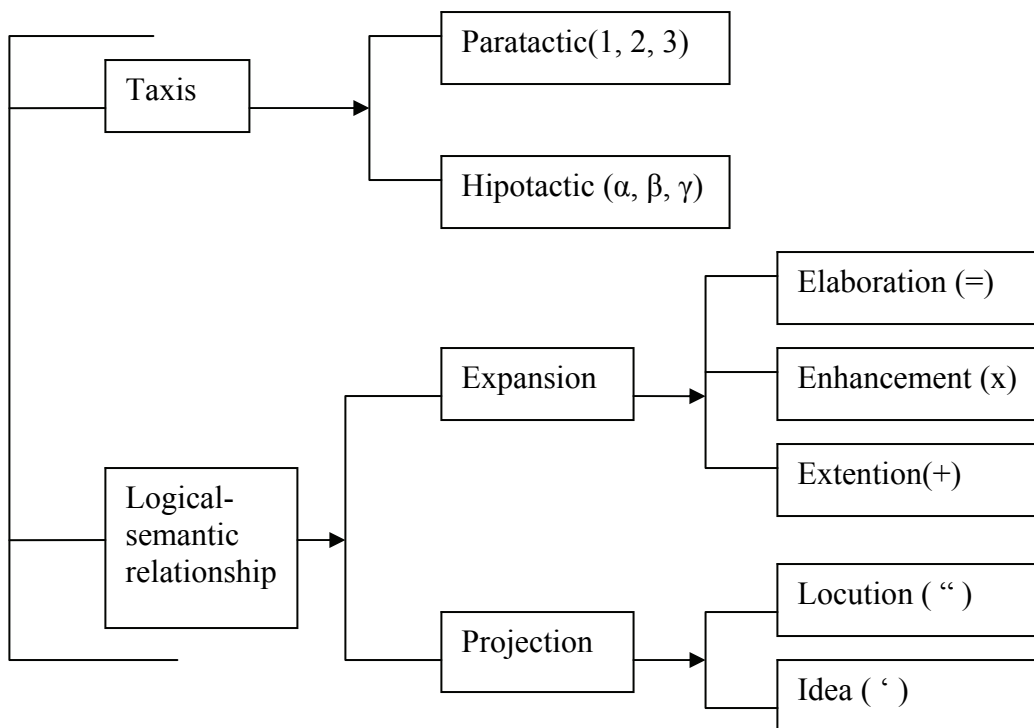 Paratactic(1, 2, 3)
Taxis
Hipotactic (α, β, γ)
Elaboration (=)
Expansion
Enhancement (x)
Extention(+)
Logical-
semantic
relationship
Locution ( “ )
Projection
Idea ( ‘ )